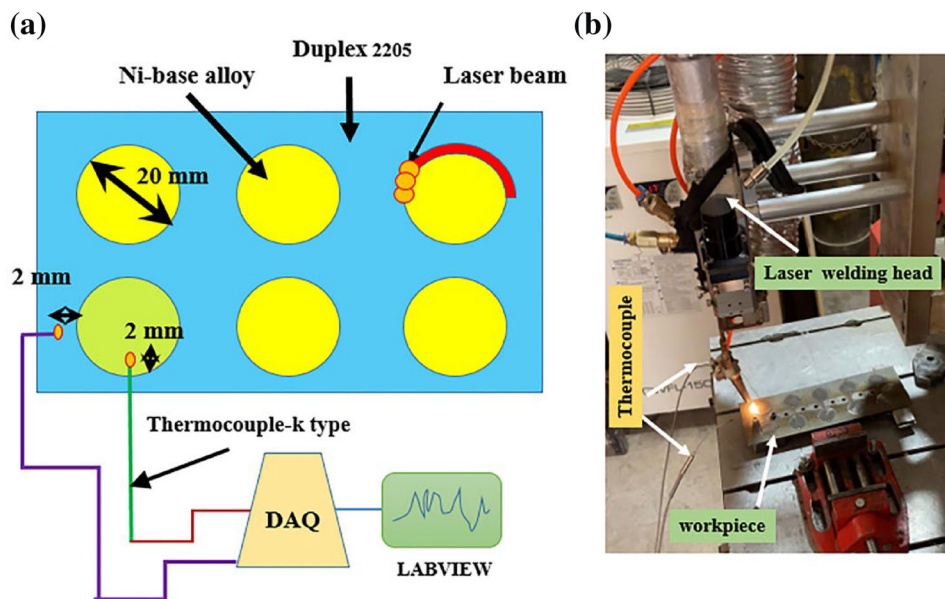 (a)
Duplex 2205
Ni-base alloy
Laser beam
20 mm
2 mm
2 mm
Thermocouple-k type
DAQ
LABVIEW
(b)
Laser welding head
Thermocouple
workpiece